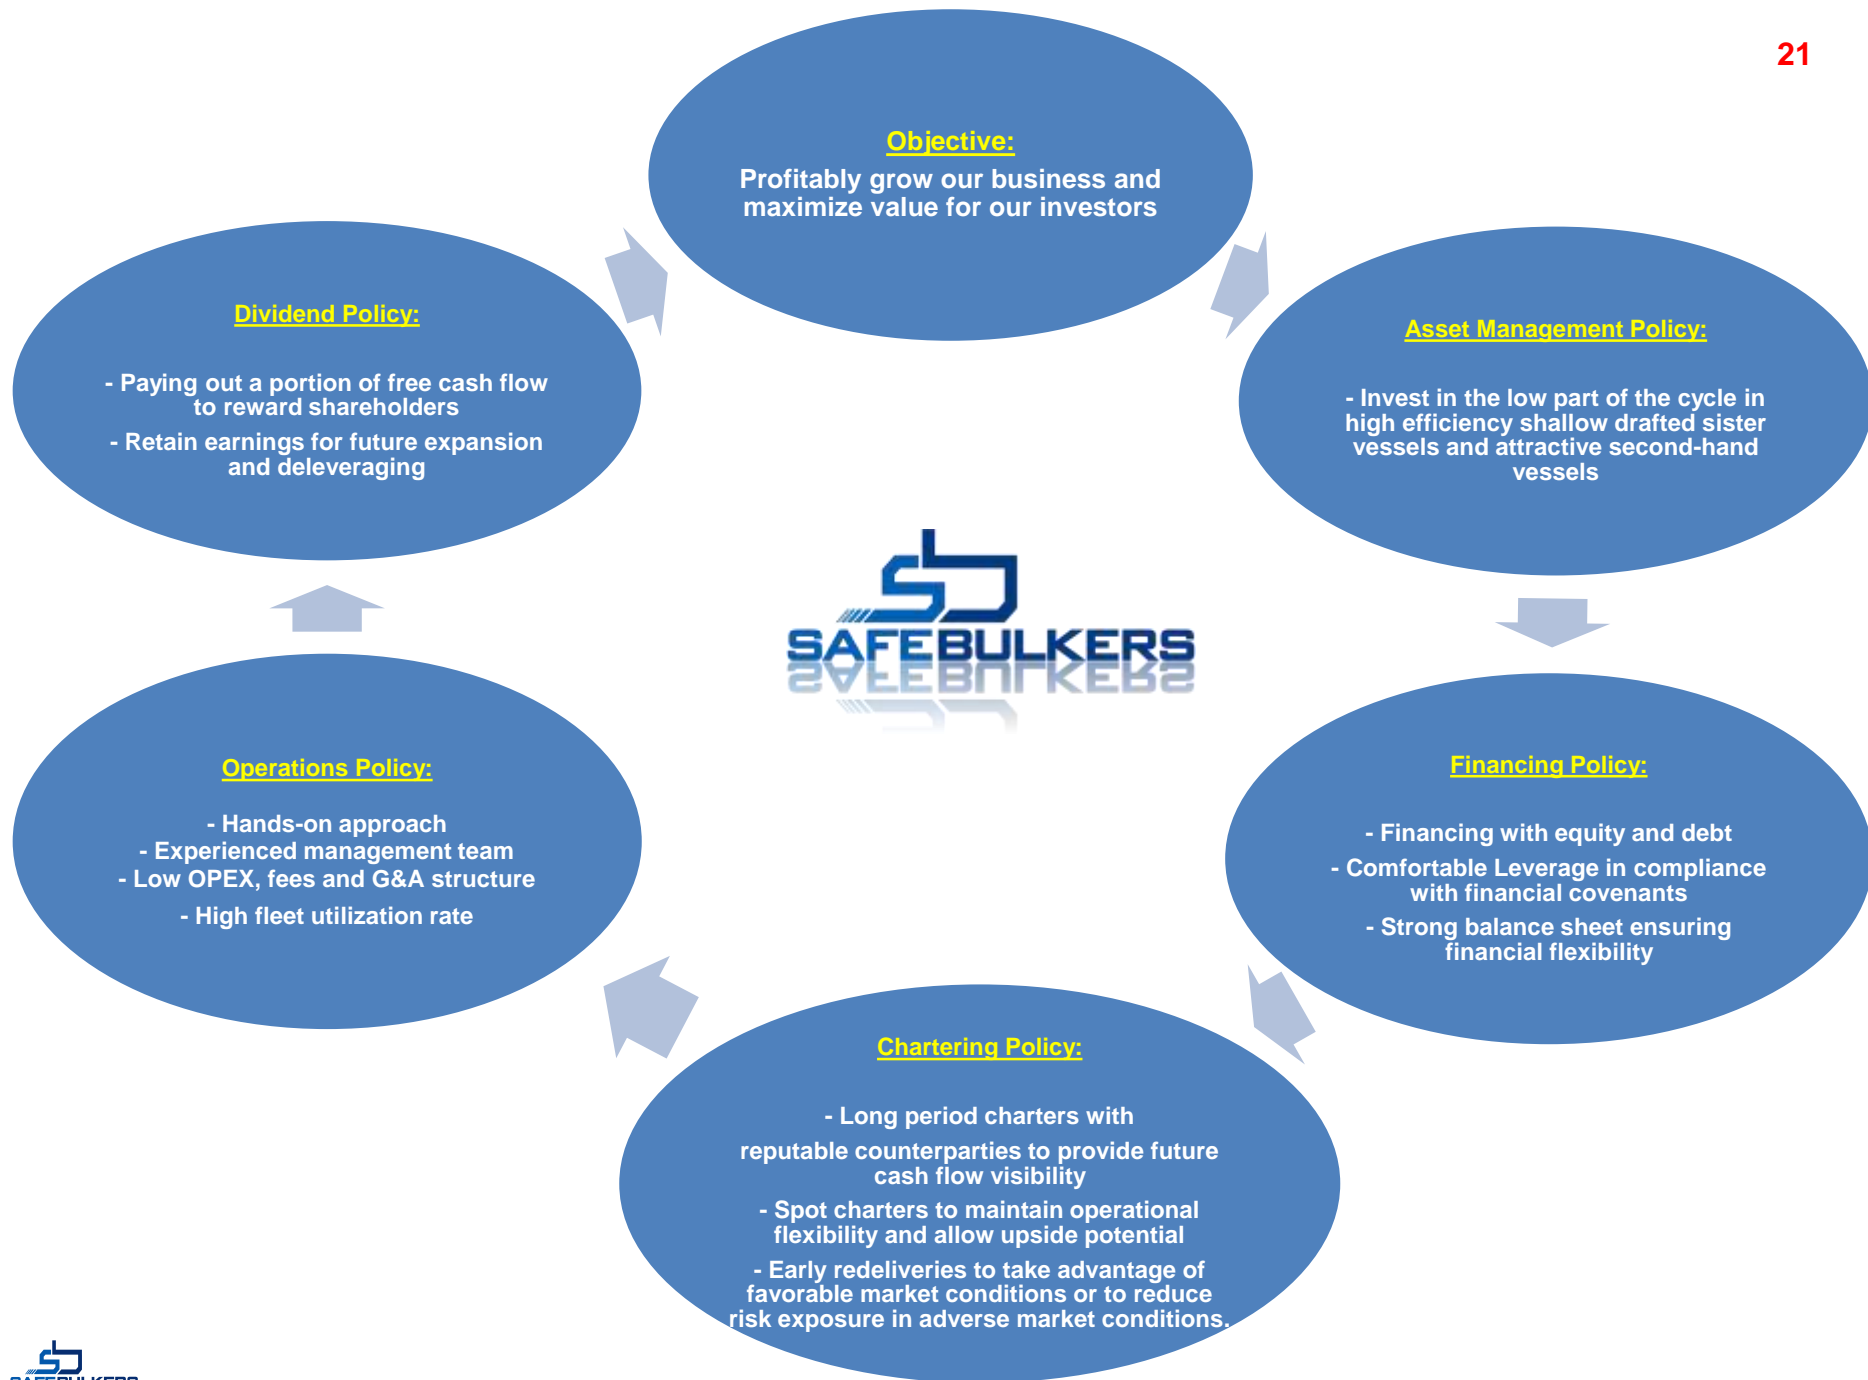 21
Objective:
Profitably grow our business and
maximize value for our investors
Asset Management Policy:
- Invest in the low part of the cycle in
high efficiency shallow drafted sister
vessels and attractive second-hand
vessels
Financing Policy:
- Financing with equity and debt
- Comfortable Leverage in compliance
with financial covenants
- Strong balance sheet ensuring
financial flexibility
Chartering Policy:
- Long period charters with
reputable counterparties to provide future
cash flow visibility
- Spot charters to maintain operational
flexibility and allow upside potential
- Early redeliveries to take advantage of
favorable market conditions or to reduce
risk exposure in adverse market conditions.
Operations Policy:
- Hands-on approach
- Experienced management team
- Low OPEX, fees and G&A structure
- High fleet utilization rate
Dividend Policy:
- Paying out a portion of free cash flow
to reward shareholders
- Retain earnings for future expansion
and deleveraging
sb
SAFEBULKERS
sb
SAFEBULKERS